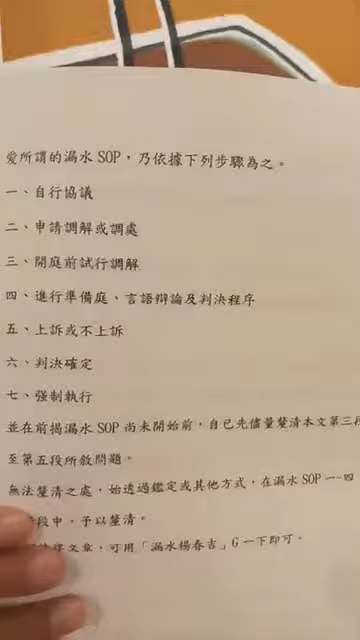 爰所謂的漏水 SOP，乃依據下列步驟為之。
一、自行協議
二、申請調解或調處
三、開庭前試行調解
四、進行準備庭、言語辯論及判決程序
五、上訴或不上訴
六、判決確定
七、強制執行
並在前揭漏水 SOP 尚未開始前，自己先儘量釐清本文第三段
至第五段所敘問題。
無法釐清之處，始透過鑑定或其他方式，在漏水 SOP 一~四
段中，予以釐清。
文章，可用「漏水楊春吉」G 一下即可。